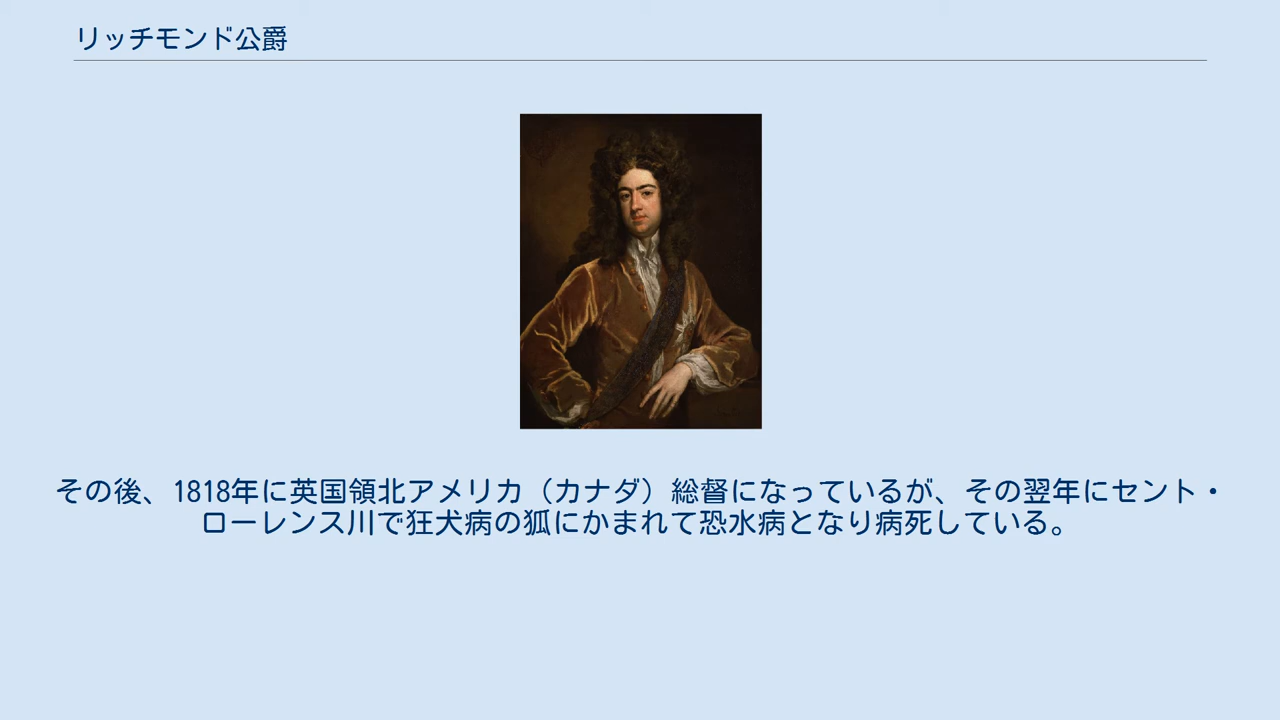 リッチモンド公爵
その後、1818年に英国領北アメリカ（カナダ）総督になっているが、その翌年にセント・
ローレンス川で狂犬病の狐にかまれて恐水病となり病死している。